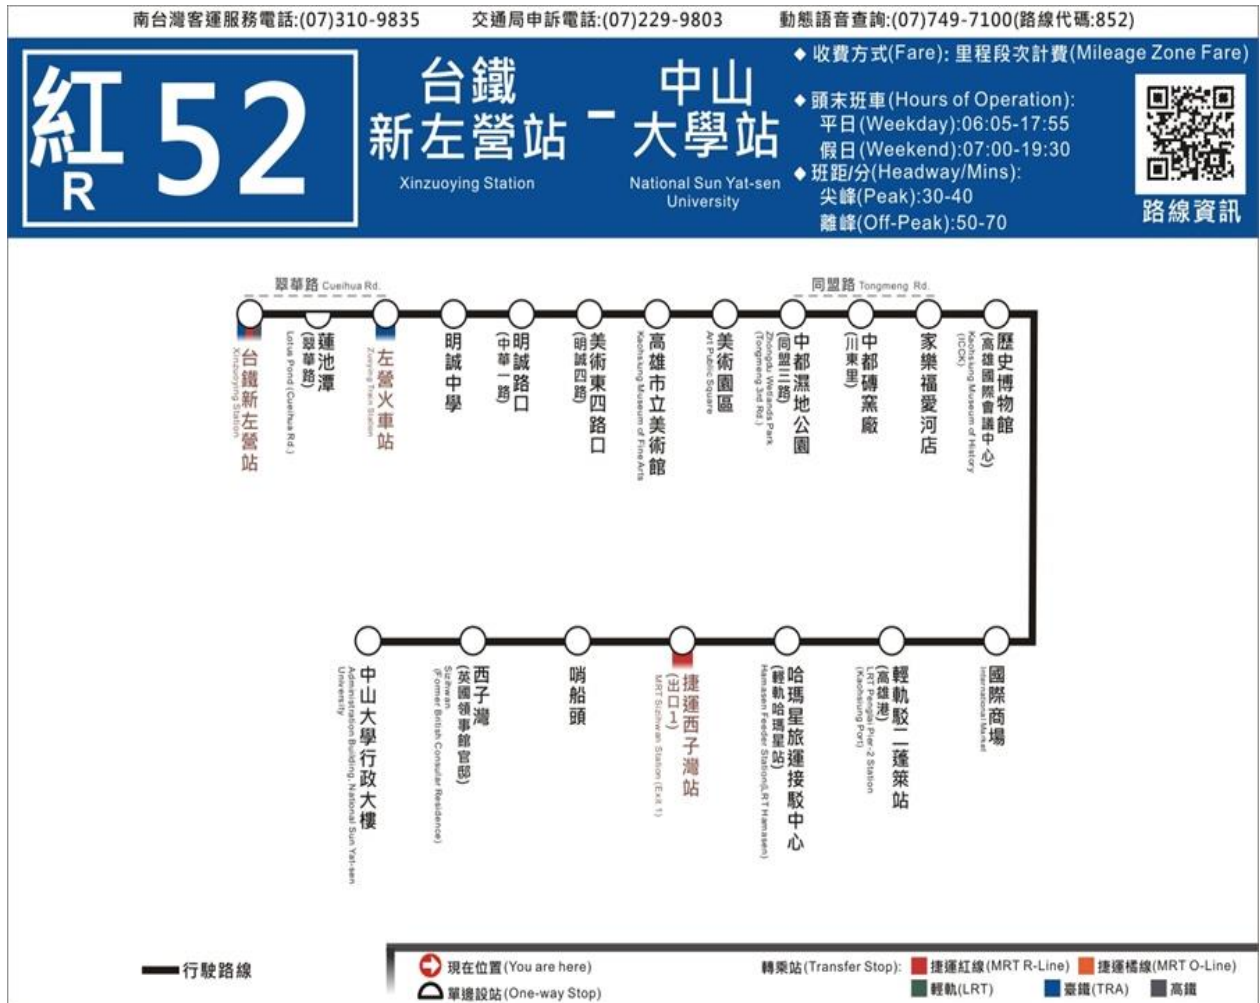 南台灣客運服務電話:(07)310-9835
交通局申訴電話:(07)229-9803
動態語音查詢:(07)749-7100(路線代碼:852)
紅
R
52
台鐵
新左營站
Xinzuoying Station
-
中山
大學站
National Sun Yat-sen
University
◆ 收費方式(Fare): 里程段次計費(Mileage Zone Fare)
◆ 頭末班車(Hours of Operation):
平日(Weekday):06:05-17:55
假日(Weekend):07:00-19:30
◆ 班距/分(Headway/Mins):
尖峰(Peak):30-40
離峰(Off-Peak):50-70
路線資訊
翠華路 Cueihua Rd.
同盟路 Tongmeng Rd.
台鐵新左營站
Xinzuoying Station
蓮池潭
(翠華路)
Lotus Pond (Cueihua Rd.)
左營火車站
Zuoying Train Station
明誠中學
明誠路口
(中華一路)
美術東四路口
(明誠四路)
高雄市立美術館
Kaohsiung Museum of Fine Arts
美術園區
Art Public Square
中都濕地公園
(同盟三路)
Zhongdu Wetlands Park
(Tongmeng 3rd Rd.)
中都磚窯廠
(川東里)
家樂福愛河店
歷史博物館
(高雄國際會議中心)
Kaohsiung Museum of History
(ICCK)
國際商場
International Market
輕軌駁二蓬萊站
(高雄港)
LRT Penglai Pier-2 Station
(Kaohsiung Port)
哈瑪星旅運接駁中心
(輕軌哈瑪星站)
Hamasen Feeder Station(LRT Hamasen)
捷運西子灣站
(出口1)
MRT Sizihwan Station (Exit 1)
哨船頭
西子灣
(英國領事館官邸)
Sizihwan
(Former British Consular Residence)
中山大學行政大樓
Administration Building, National Sun Yat-sen
University
行駛路線
現在位置(You are here)
單邊設站(One-way Stop)
轉乘站(Transfer Stop):
捷運紅線(MRT R-Line)
捷運橘線(MRT O-Line)
輕軌(LRT)
臺鐵(TRA)
高鐵